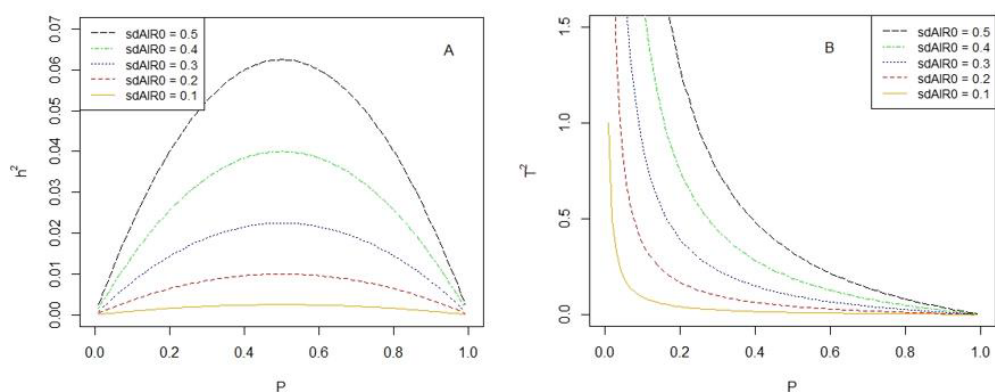 A
sdAIR0 = 0.5
sdAIR0 = 0.4
sdAIR0 = 0.3
sdAIR0 = 0.2
sdAIR0 = 0.1
h²
0.07
0.06
0.05
0.04
0.03
0.02
0.01
0.00
0.0 0.2 0.4 0.6 0.8 1.0
P
B
sdAIR0 = 0.5
sdAIR0 = 0.4
sdAIR0 = 0.3
sdAIR0 = 0.2
sdAIR0 = 0.1
T²
1.5
1.0
0.5
0.0
0.0 0.2 0.4 0.6 0.8 1.0
P